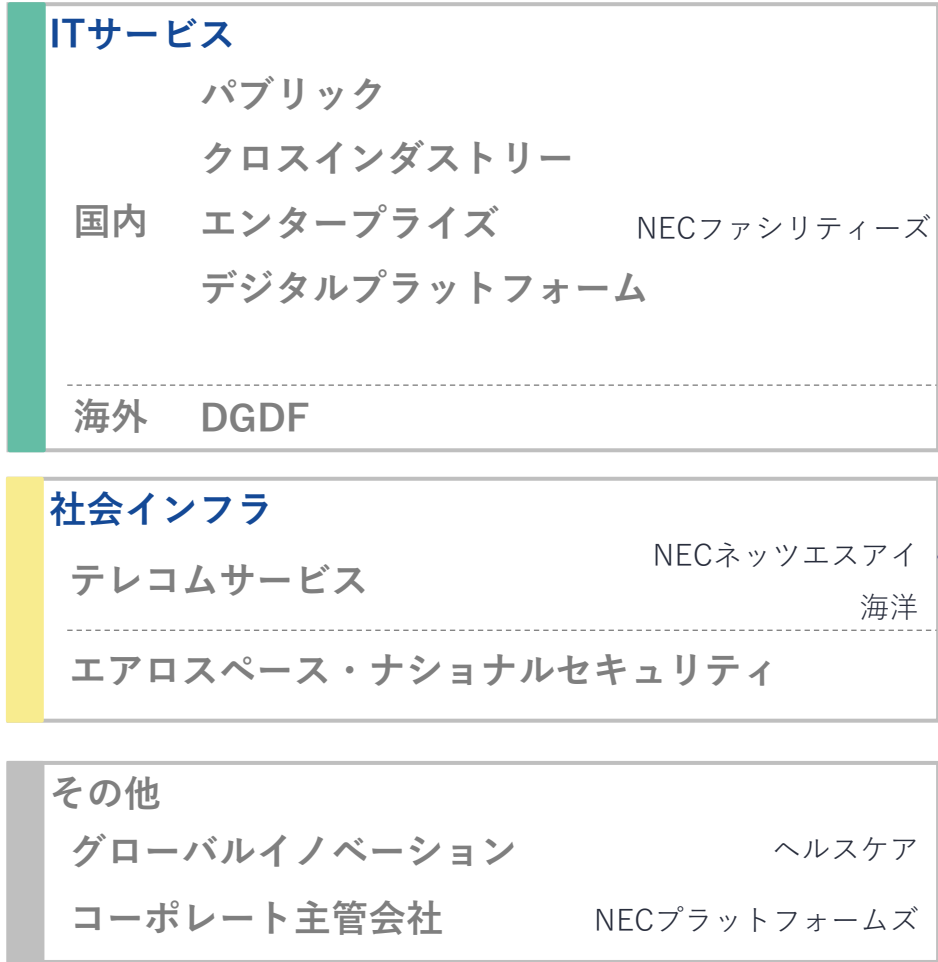 ITサービス
パブリック
クロスインダストリー
国内 エンタープライズ NECファシリティーズ
デジタルプラットフォーム
海外 DGDF
社会インフラ
NECネッツエスアイ
テレコムサービス
海洋
エアロスペース・ナショナルセキュリティ
その他
グローバルイノベーション ヘルスケア
コーポレート主管会社 NECプラットフォームズ